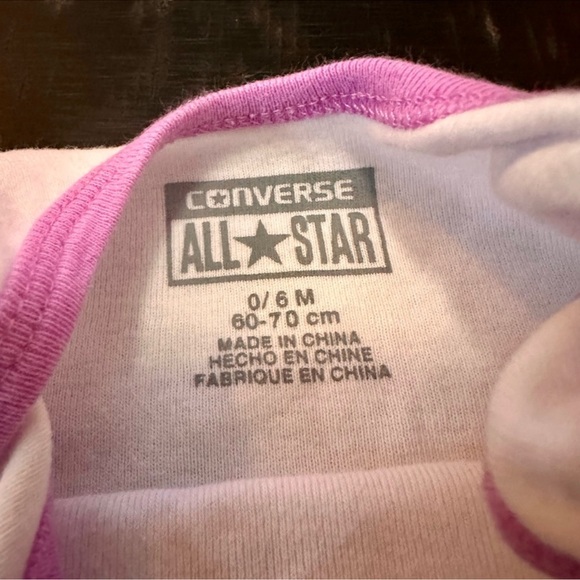 CONVERSE
ALL★STAR
0/6 M
60-70 cm
MADE IN CHINA
HECHO EN CHINE
FABRIQUE EN CHINA